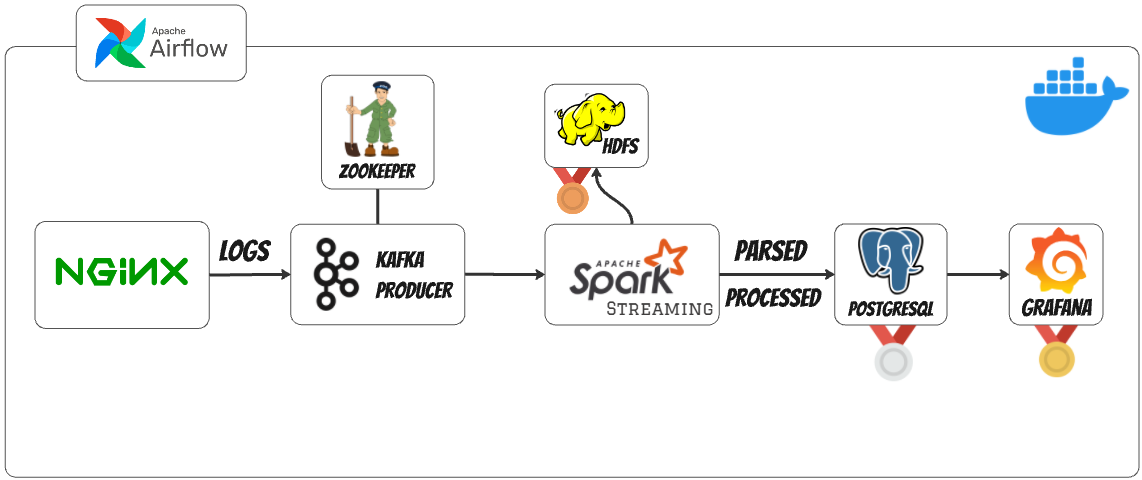 Apache
Airflow
ZOOKEEPER
HDFS
NGINX
LOGS
KAFKA
PRODUCER
APACHE
Spark
STREAMING
PARSED
PROCESSED
POSTGRESQL
GRAFANA